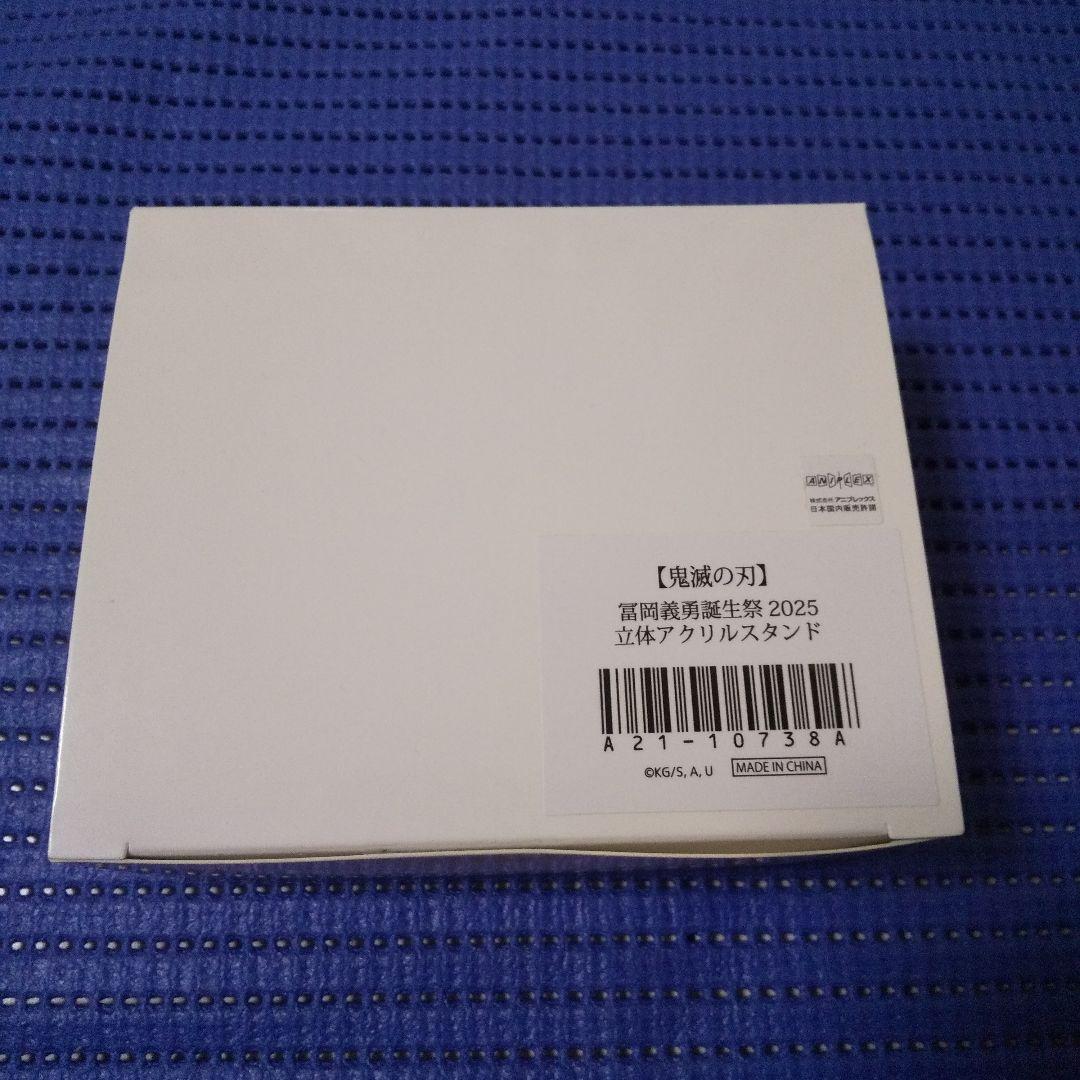 ANIPLEX
株式会社 アニプレックス
日本国内販売許諾
【鬼滅の刃】
冨岡義勇誕生祭 2025
立体アクリルスタンド
A21-10738A
©KG/S, A, U MADE IN CHINA